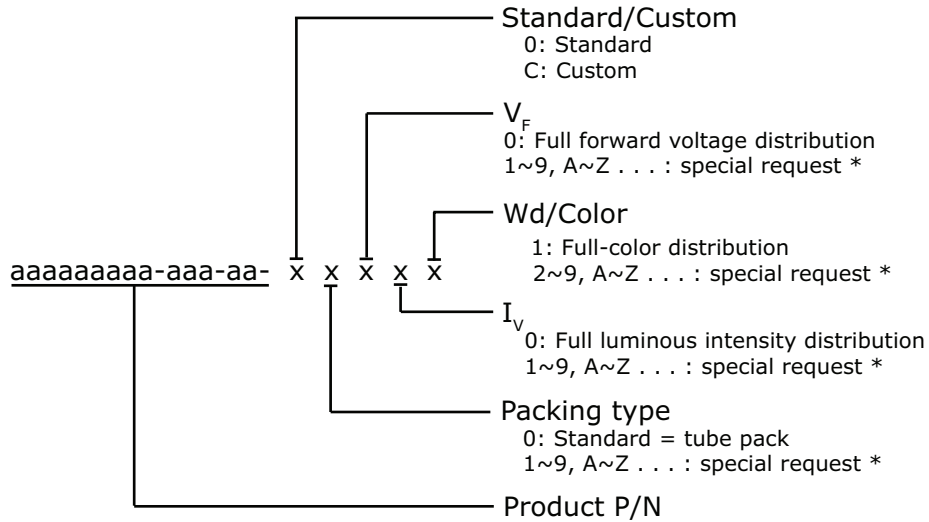 Standard/Custom
0: Standard
C: Custom
VF
0: Full forward voltage distribution
1~9, A~Z . . . : special request *
Wd/Color
1: Full-color distribution
2~9, A~Z . . . : special request *
aaaaaaaaa-aaa-aa- x x x x x
IV
0: Full luminous intensity distribution
1~9, A~Z . . . : special request *
Packing type
0: Standard = tube pack
1~9, A~Z . . . : special request *
Product P/N